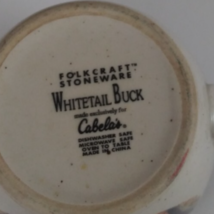 FOLKCRAFT™
STONEWARE
WHITETAIL BUCK
made exclusively for
Cabela's.
DISHWASHER SAFE
MICROWAVE SAFE
OVEN TO TABLE
MADE IN CHINA